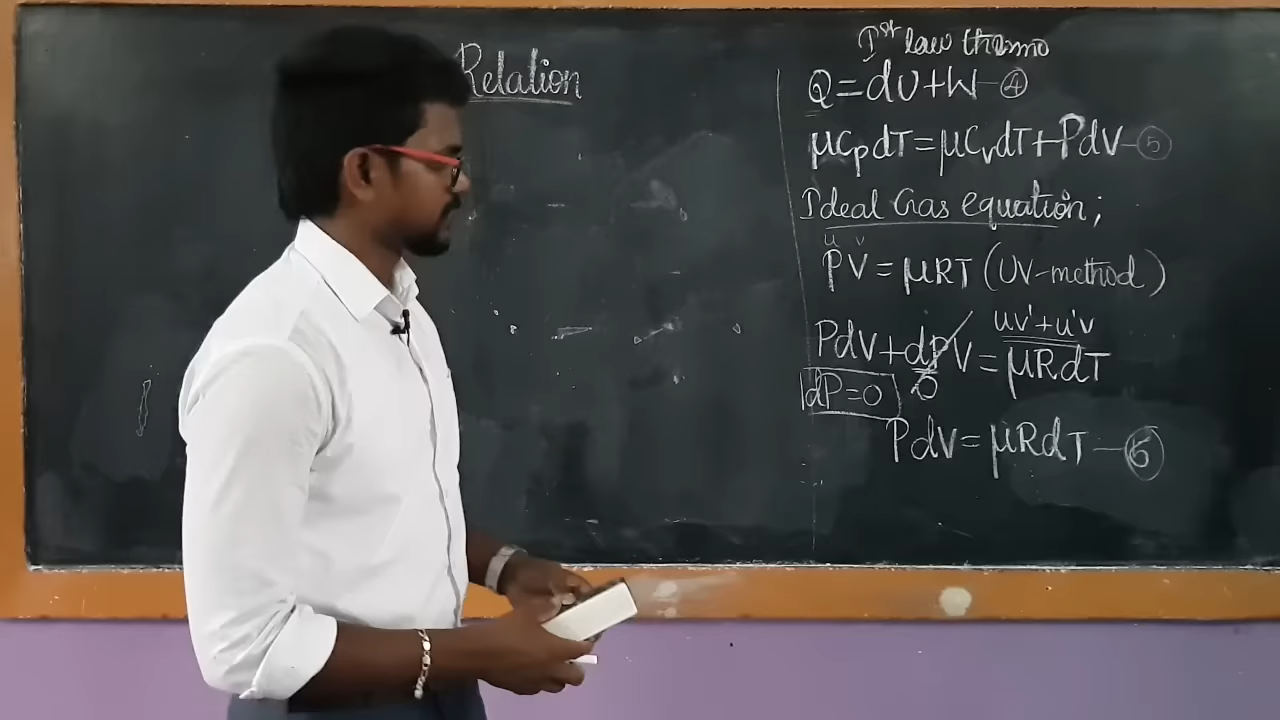 Relation
Ist law thermo
Q=dU+W-④
μCpdT=μCvdT+PdV-⑤
Ideal Gas equation;
u v
PV=μRT(UV-method)
uv'+u'v
PdV+dPV=μRdT
0
dP=0
PdV=μRdT-⑥